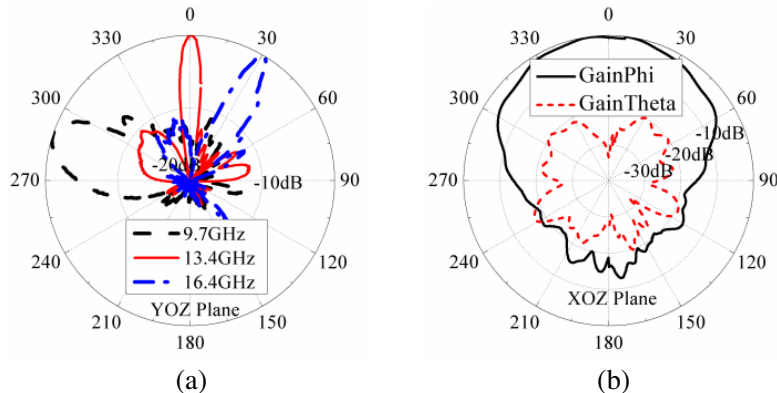 0
330
30
300
60
270
90
240
120
210
150
180
-20dB
-10dB
9.7GHz
13.4GHz
16.4GHz
YOZ Plane
(a)
0
330
30
300
60
270
90
240
120
210
150
180
GainPhi
GainTheta
-10dB
-20dB
-30dB
XOZ Plane
(b)